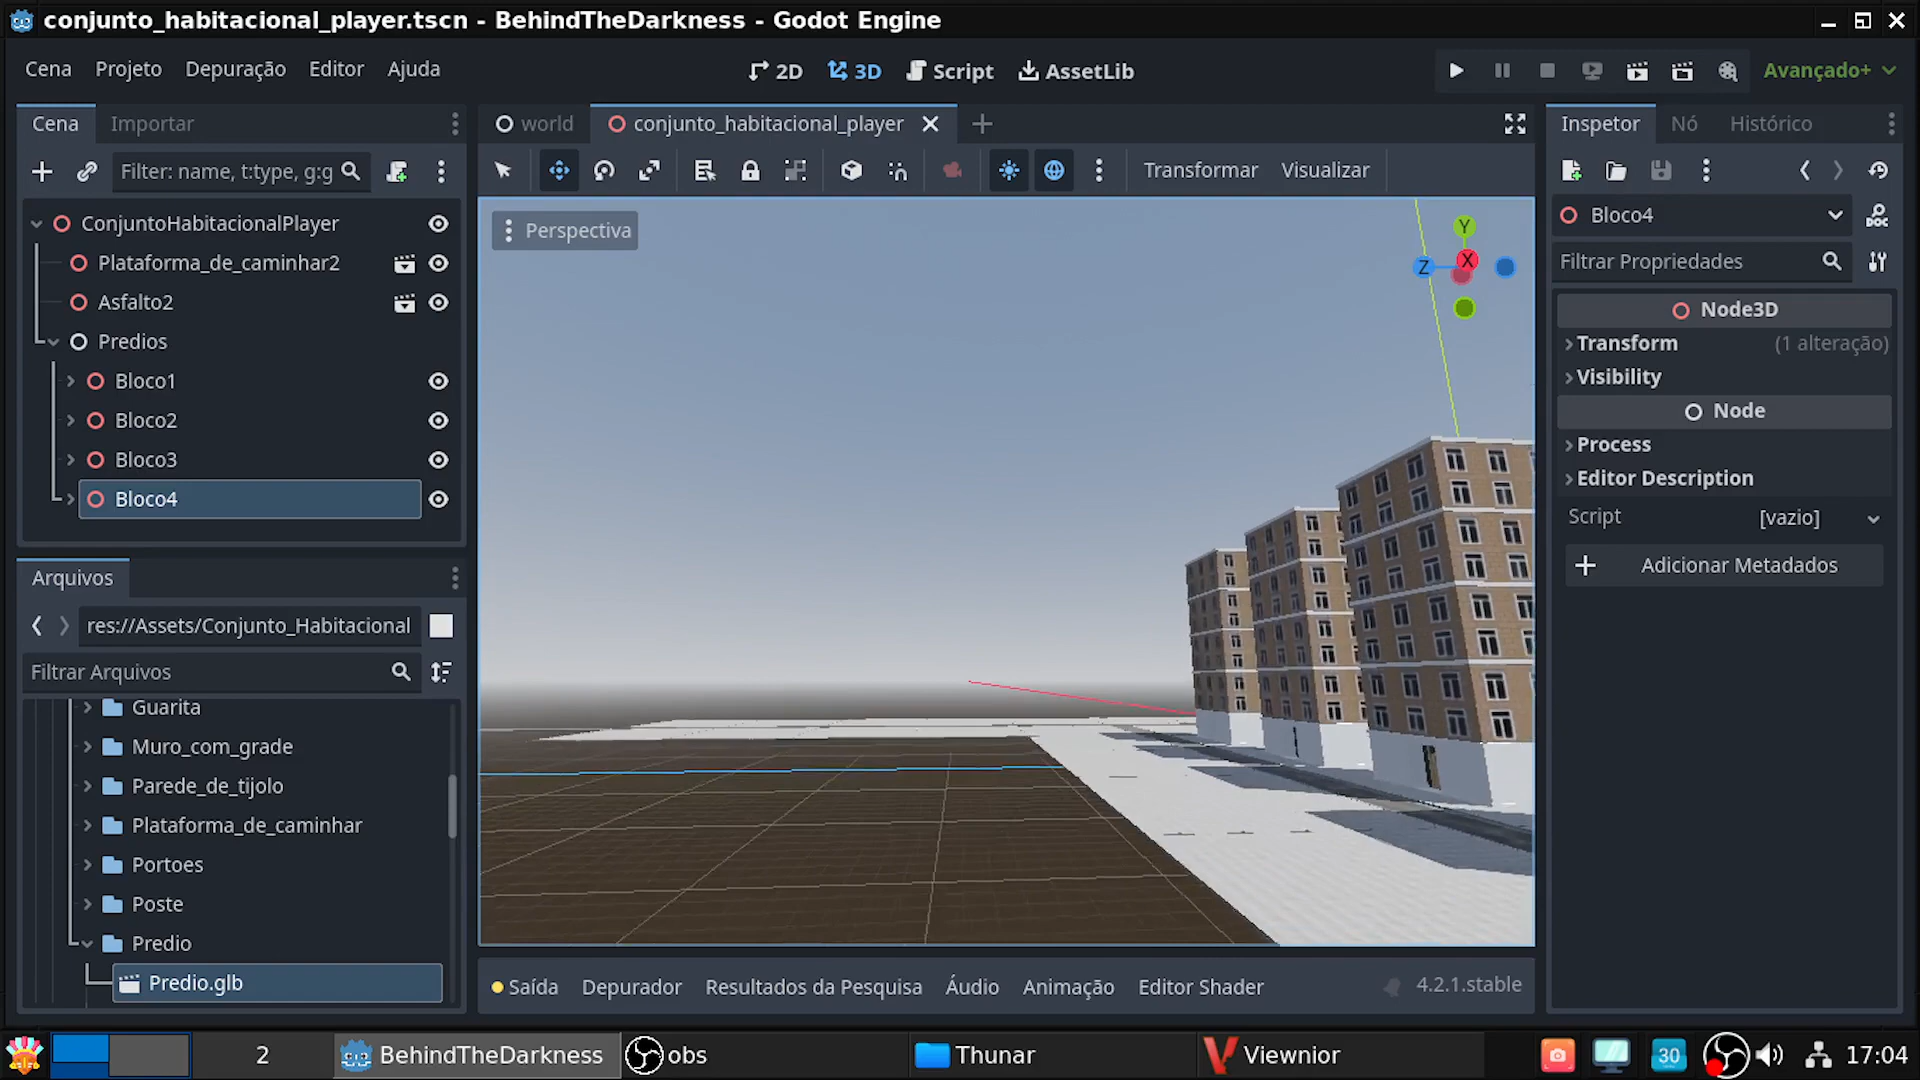 conjunto_habitacional_player.tscn - BehindTheDarkness - Godot Engine
Cena Projeto Depuração Editor Ajuda
2D 3D Script AssetLib
Avançado+
Cena Importar
world conjunto_habitacional_player
Inspetor Nó Histórico
Filter: name, t:type, g:g
Transformar Visualizar
ConjuntoHabitacionalPlayer
Plataforma_de_caminhar2
Asfalto2
Predios
Bloco1
Bloco2
Bloco3
Bloco4
Perspectiva
Y
X
Z
Bloco4
Filtrar Propriedades
Node3D
Transform (1 alteração)
Visibility
Node
Process
Editor Description
Script [vazio]
Adicionar Metadados
Arquivos
res://Assets/Conjunto_Habitacional
Filtrar Arquivos
Guarita
Muro_com_grade
Parede_de_tijolo
Plataforma_de_caminhar
Portoes
Poste
Predio
Predio.glb
Saída Depurador Resultados da Pesquisa Áudio Animação Editor Shader 4.2.1.stable
2 BehindTheDarkness obs Thunar Viewnior 30 17:04